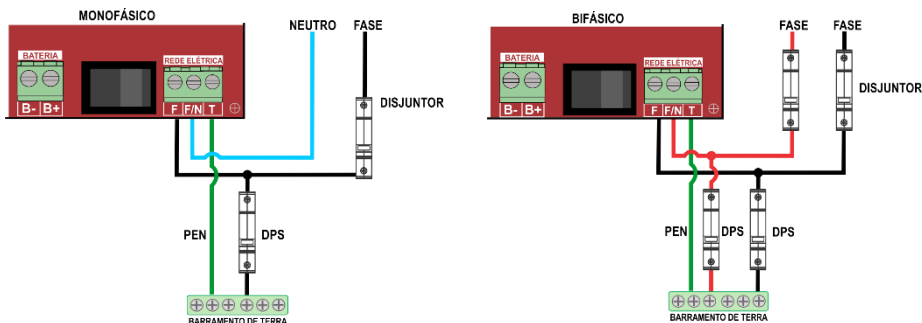 MONOFÁSICO
NEUTRO
FASE
BATERIA
REDE ELÉTRICA
B-
B+
F
F/N
T
DISJUNTOR
PEN
DPS
BARRAMENTO DE TERRA
BIFÁSICO
FASE
FASE
BATERIA
REDE ELÉTRICA
B-
B+
F
F/N
T
DISJUNTOR
PEN
DPS
DPS
BARRAMENTO DE TERRA